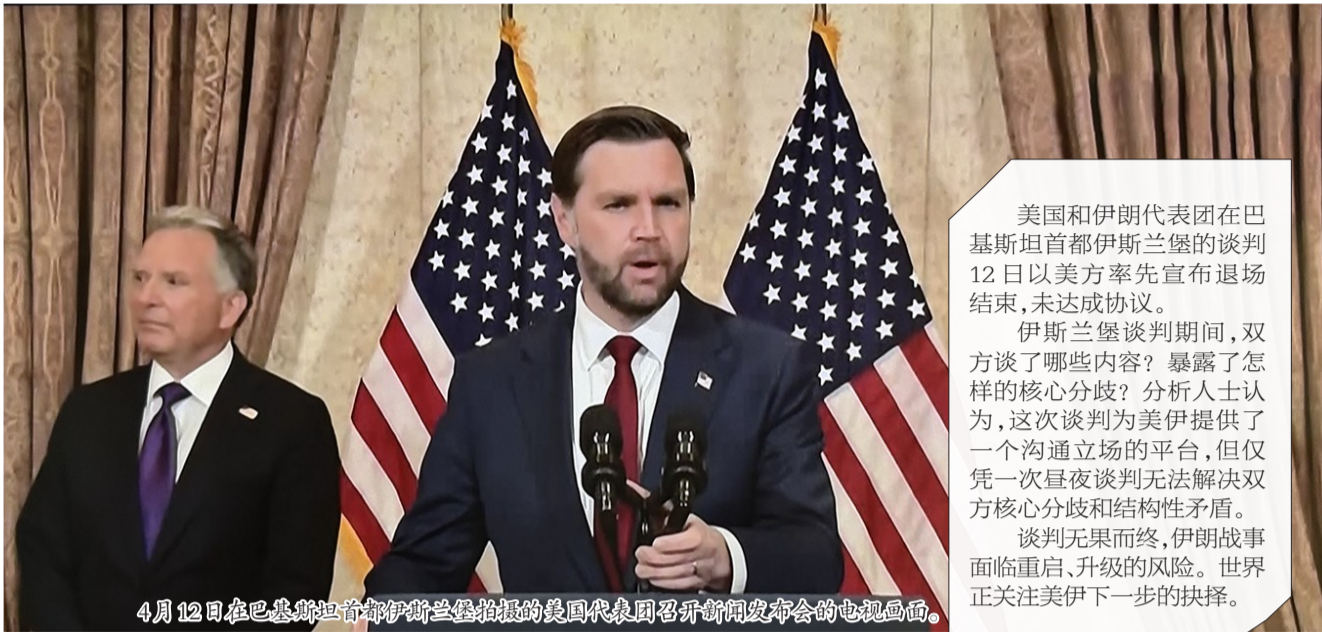 美国和伊朗代表团在巴
基斯坦首都伊斯兰堡的谈判
12日以美方率先宣布退场
结束，未达成协议。
伊斯兰堡谈判期间，双
方谈了哪些内容？暴露了怎
样的核心分歧？分析人士认
为，这次谈判为美伊提供了
一个沟通立场的平台，但仅
凭一次昼夜谈判无法解决双
方核心分歧和结构性矛盾。
谈判无果而终，伊朗战事
面临重启、升级的风险。世界
正关注美伊下一步的抉择。
4月12日在巴基斯坦首都伊斯兰堡拍摄的美国代表团召开新闻发布会的电视画面。